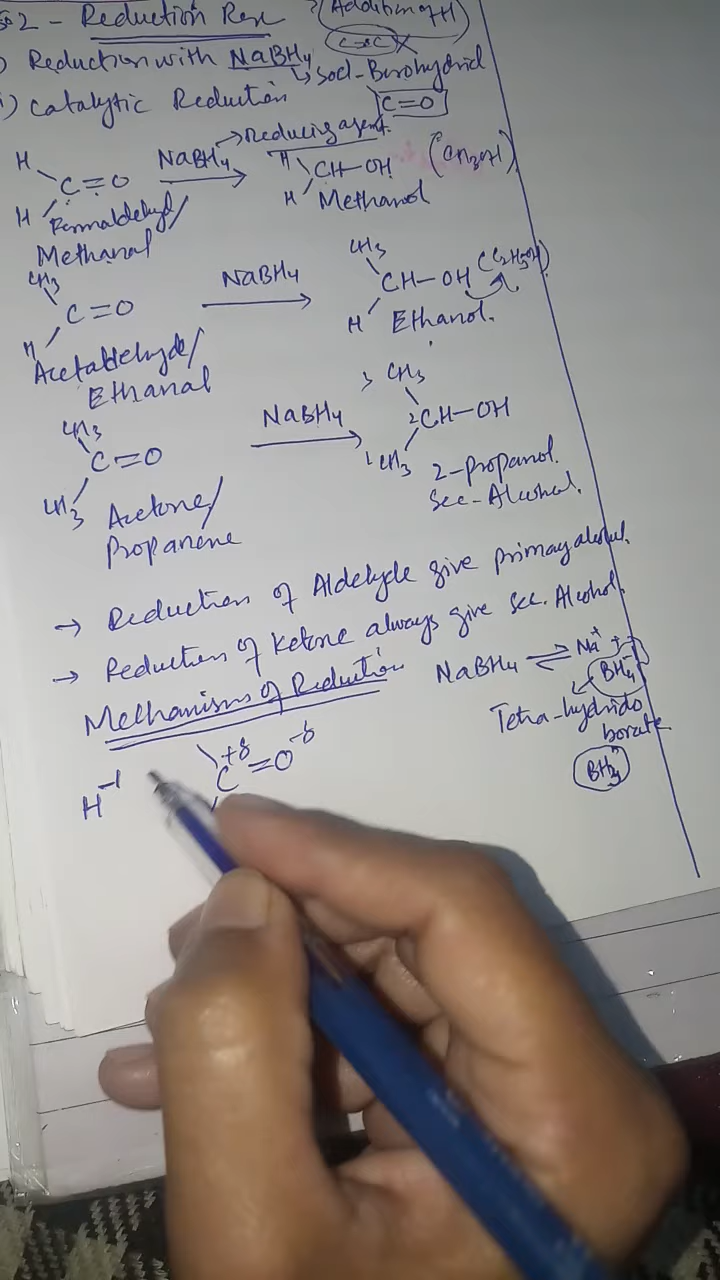 2 - Reduction Rxn (Addition of H)
C=C X
) Reduction with NaBH4
→ Sod-Borohydrid
i) Catalytic Reduction
C=O
→ Reducing agent
H
H C=O NaBH4 H H CH-OH (CH3OH)
Formaldehyd/
Methanal
Methanol
CH3
H C=O NaBH4 CH3 H CH-OH (C2H5OH)
Acetaldehyde/
Ethanal
Ethanol.
CH3
CH3 C=O NaBH4 3 CH3 2CH-OH 1CH3
Acetone/
Propanone
2-Propanol.
Sec-Alcohol.
→ Reduction of Aldehyde give primary alcohol.
→ Reduction of Ketone always give Sec. Alcohol.
Mechanism of Reduction
NaBH4 ⇌ Na+ + BH4-
Tetra-hydrido
borate
H-1 +δ C=O -δ
BH3